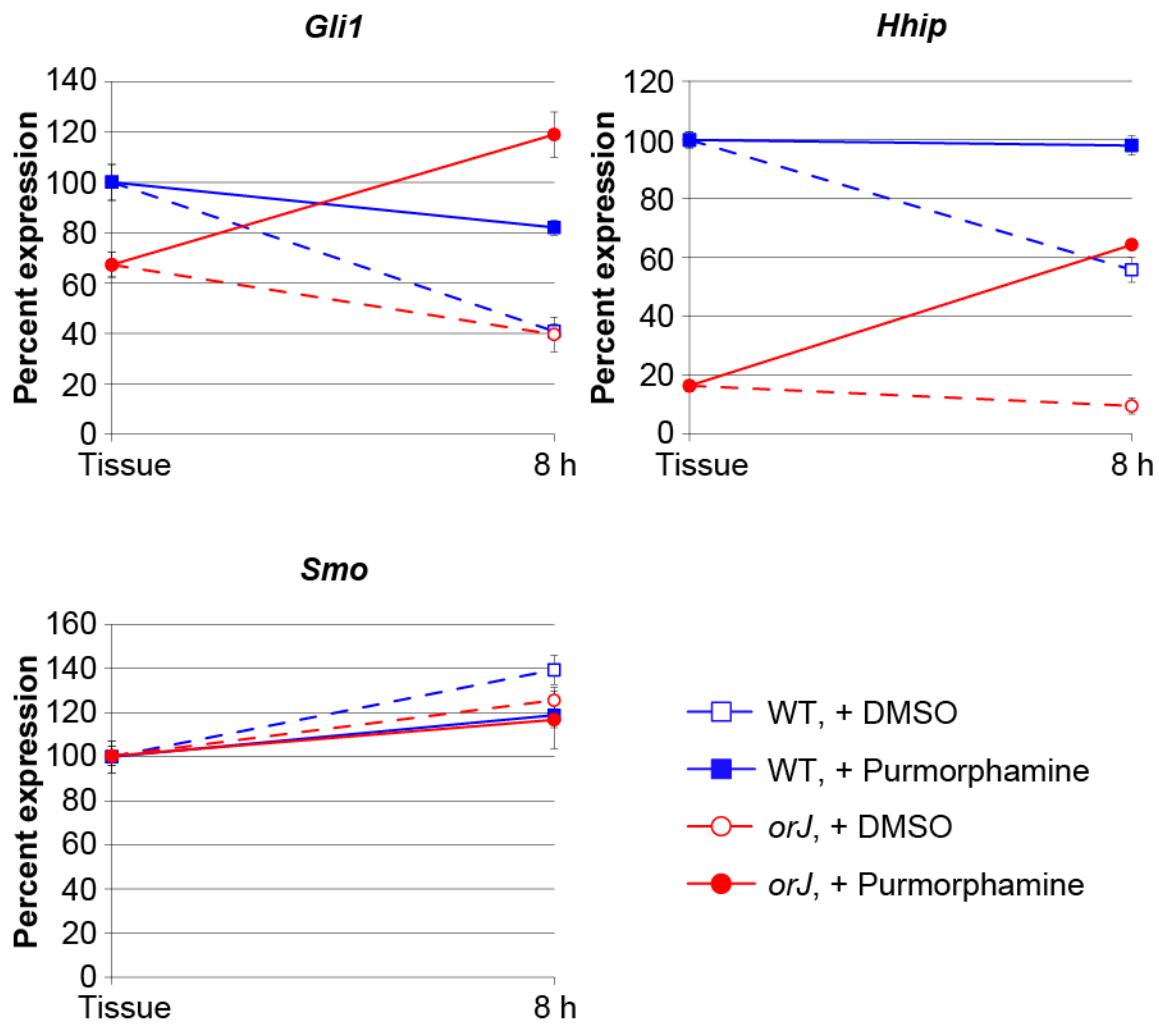 Gli1
Percent expression
140
120
100
80
60
40
20
0
Tissue 8 h
Hhip
Percent expression
120
100
80
60
40
20
0
Tissue 8 h
Smo
Percent expression
160
140
120
100
80
60
40
20
0
Tissue 8 h
WT, + DMSO
WT, + Purmorphamine
orJ, + DMSO
orJ, + Purmorphamine